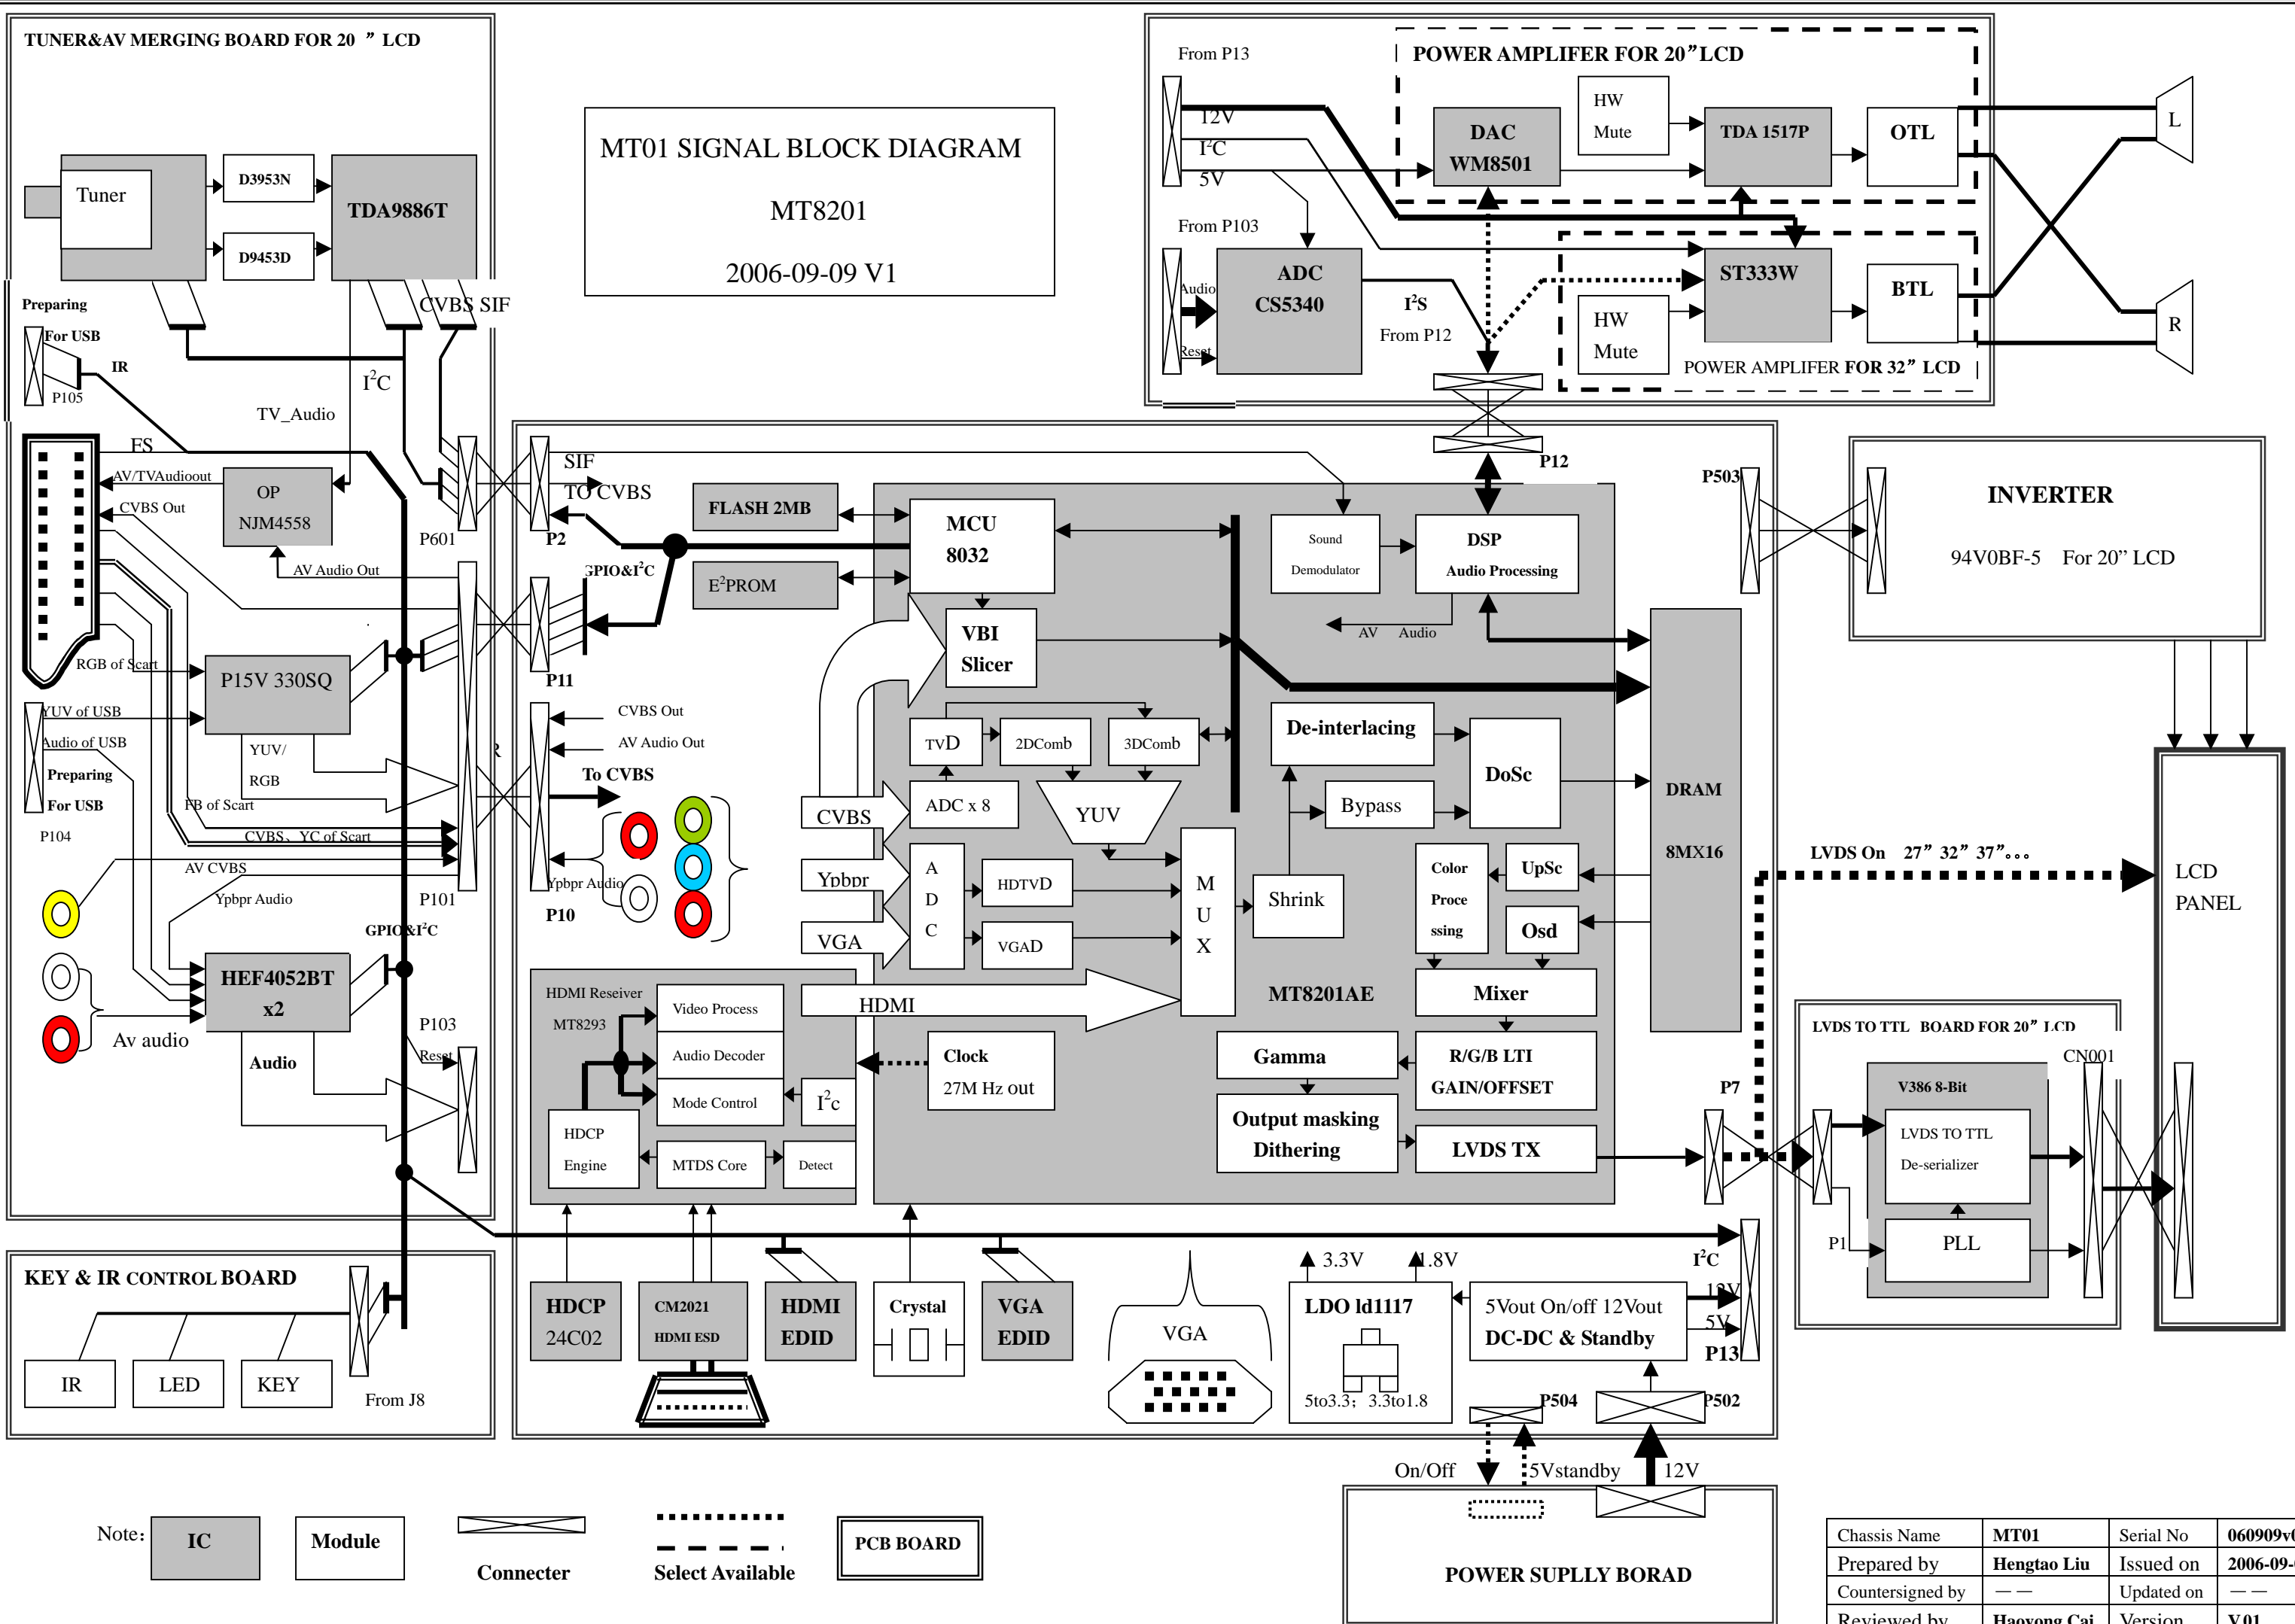 TUNER&AV MERGING BOARD FOR 20 ” LCD
Tuner
D3953N
D9453D
TDA9886T
CVBS SIF
Preparing
For USB
IR
P105
I²C
TV_Audio
FS
AV/TVAudioout
CVBS Out
OP
NJM4558
AV Audio Out
P601
RGB of Scart
P15V 330SQ
YUV of USB
Audio of USB
Preparing
For USB
P104
YUV/
RGB
FB of Scart
CVBS、YC of Scart
AV CVBS
Ypbpr Audio
P101
GPIO&I²C
HEF4052BT
x2
Av audio
Audio
P103
Reset
KEY & IR CONTROL BOARD
IR
LED
KEY
From J8
MT01 SIGNAL BLOCK DIAGRAM
MT8201
2006-09-09 V1
From P13
12V
I²C
5V
From P103
Audio
Reset
ADC
CS5340
I²S
From P12
POWER AMPLIFER FOR 20”LCD
DAC
WM8501
HW
Mute
TDA 1517P
OTL
ST333W
HW
Mute
BTL
POWER AMPLIFER FOR 32” LCD
L
R
SIF
TO CVBS
P2
GPIO&I²C
P11
R
CVBS Out
AV Audio Out
To CVBS
Ypbpr Audio
P10
FLASH 2MB
E²PROM
MCU
8032
VBI
Slicer
Sound
Demodulator
DSP
Audio Processing
AV Audio
P12
TVD
2DComb
3DComb
ADC x 8
YUV
CVBS
Ypbpr
VGA
HDMI
A
D
C
HDTVD
VGAD
M
U
X
Shrink
De-interlacing
Bypass
DoSc
DRAM
8MX16
Color
Proce
ssing
UpSc
Osd
Mixer
MT8201AE
Gamma
R/G/B LTI
GAIN/OFFSET
Output masking
Dithering
LVDS TX
Clock
27M Hz out
HDMI Reseiver
MT8293
Video Process
Audio Decoder
Mode Control
I²c
HDCP
Engine
MTDS Core
Detect
HDCP
24C02
CM2021
HDMI ESD
HDMI
EDID
Crystal
VGA
EDID
VGA
3.3V
1.8V
LDO ld1117
5to3.3；3.3to1.8
5Vout On/off 12Vout
DC-DC & Standby
I²C
12V
5V
P13
P504
P502
On/Off
5Vstandby
12V
POWER SUPLLY BORAD
P503
INVERTER
94V0BF-5 For 20” LCD
LVDS On 27” 32” 37”。。。
LCD
PANEL
P7
LVDS TO TTL BOARD FOR 20” LCD
CN001
V386 8-Bit
LVDS TO TTL
De-serializer
PLL
P1
Note:
IC
Module
Connecter
Select Available
PCB BOARD
Chassis Name MT01 Serial No
Prepared by Hengtao Liu Issued on
Countersigned by —— Updated on ——
Reviewed by Haoyong Cai Version V.01